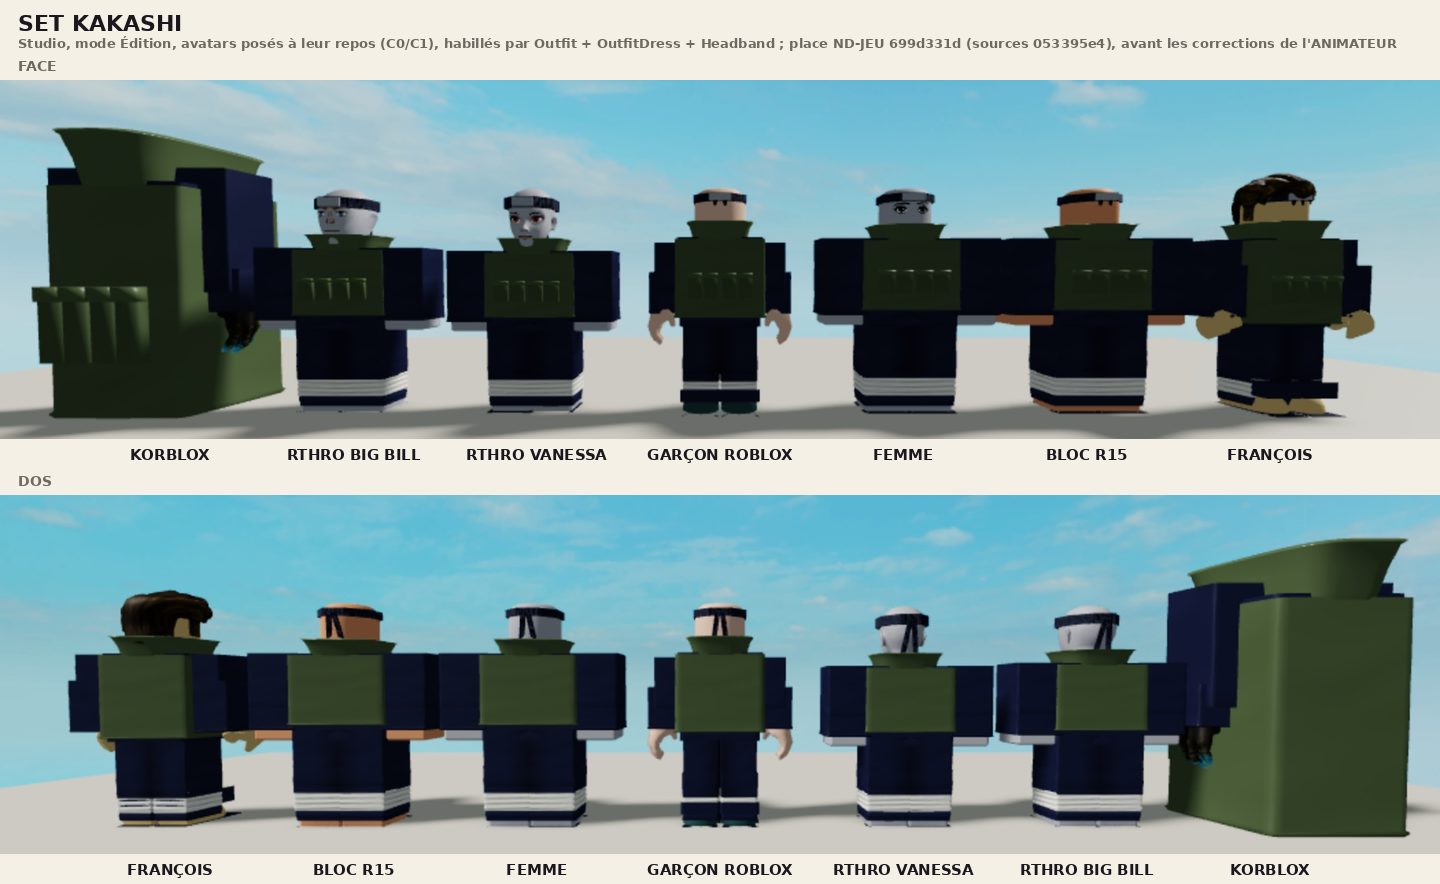 SET KAKASHI
Studio, mode Édition, avatars posés à leur repos (C0/C1), habillés par Outfit + OutfitDress + Headband ; place ND-JEU 699d331d (sources 053395e4), avant les corrections de l'ANIMATEUR
FACE
KORBLOX RTHRO BIG BILL RTHRO VANESSA GARÇON ROBLOX FEMME BLOC R15 FRANÇOIS
DOS
FRANÇOIS BLOC R15 FEMME GARÇON ROBLOX RTHRO VANESSA RTHRO BIG BILL KORBLOX